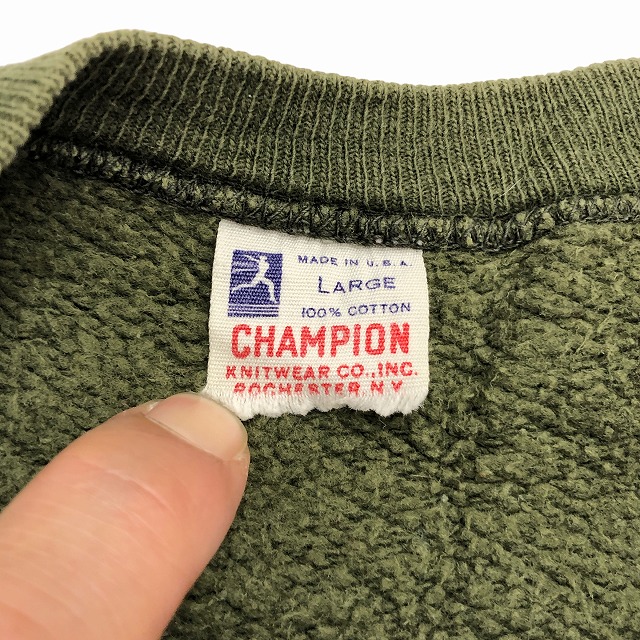 MADE IN U.S.A.
LARGE
100% COTTON
CHAMPION
KNITWEAR CO., INC.
ROCHESTER N.Y.